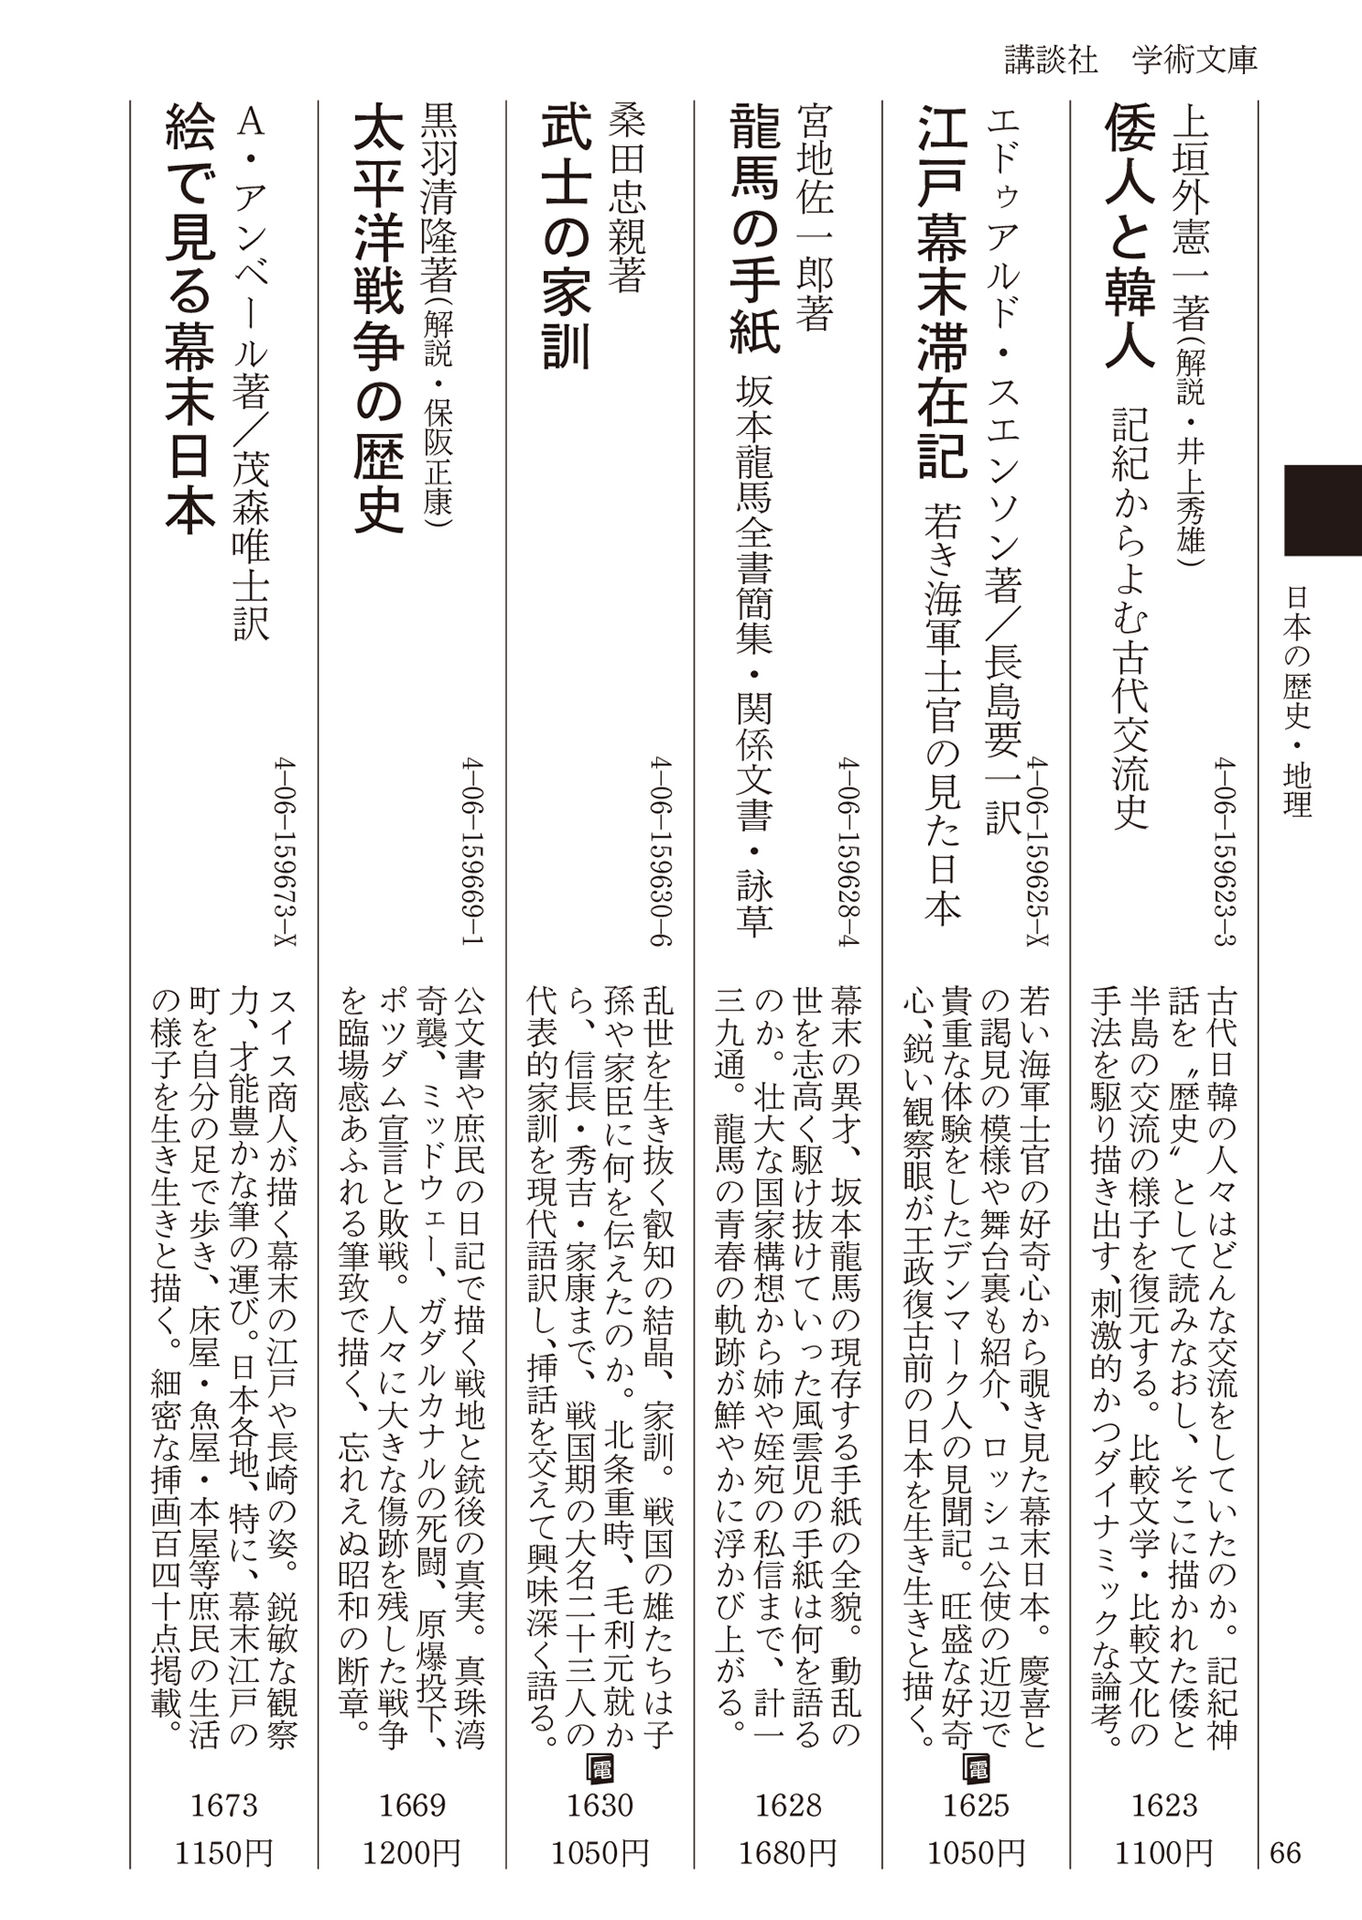 講談社　学術文庫
日本の歴史・地理
上垣外憲一著(解説・井上秀雄)
倭人と韓人　記紀からよむ古代交流史
4-06-159623-3
古代日韓の人々はどんな交流をしていたのか。記紀神
話を〝歴史〟として読みなおし、そこに描かれた倭と
半島の交流の様子を復元する。比較文学・比較文化の
手法を駆り描き出す、刺激的かつダイナミックな論考。
1623
1100円
エドゥアルド・スエンソン著／長島要一訳
江戸幕末滞在記　若き海軍士官の見た日本
4-06-159625-X
若い海軍士官の好奇心から覗き見た幕末日本。慶喜と
の謁見の模様や舞台裏も紹介、ロッシュ公使の近辺で
貴重な体験をしたデンマーク人の見聞記。旺盛な好奇
心、鋭い観察眼が王政復古前の日本を生き生きと描く。
電
1625
1050円
宮地佐一郎著
龍馬の手紙　坂本龍馬全書簡集・関係文書・詠草
4-06-159628-4
幕末の異才、坂本龍馬の現存する手紙の全貌。動乱の
世を志高く駆け抜けていった風雲児の手紙は何を語る
のか。壮大な国家構想から姉や姪宛の私信まで、計一
三九通。龍馬の青春の軌跡が鮮やかに浮かび上がる。
1628
1680円
桑田忠親著
武士の家訓
4-06-159630-6
乱世を生き抜く叡知の結晶、家訓。戦国の雄たちは子
孫や家臣に何を伝えたのか。北条重時、毛利元就か
ら、信長・秀吉・家康まで、戦国期の大名二十三人の
代表的家訓を現代語訳し、挿話を交えて興味深く語る。
電
1630
1050円
黒羽清隆著(解説・保阪正康)
太平洋戦争の歴史
4-06-159669-1
公文書や庶民の日記で描く戦地と銃後の真実。真珠湾
奇襲、ミッドウェー、ガダルカナルの死闘、原爆投下、
ポツダム宣言と敗戦。人々に大きな傷跡を残した戦争
を臨場感あふれる筆致で描く、忘れえぬ昭和の断章。
1669
1200円
A・アンベール著／茂森唯士訳
絵で見る幕末日本
4-06-159673-X
スイス商人が描く幕末の江戸や長崎の姿。鋭敏な観察
力、才能豊かな筆の運び。日本各地、特に、幕末江戸の
町を自分の足で歩き、床屋・魚屋・本屋等庶民の生活
の様子を生き生きと描く。細密な挿画百四十点掲載。
1673
1150円
66